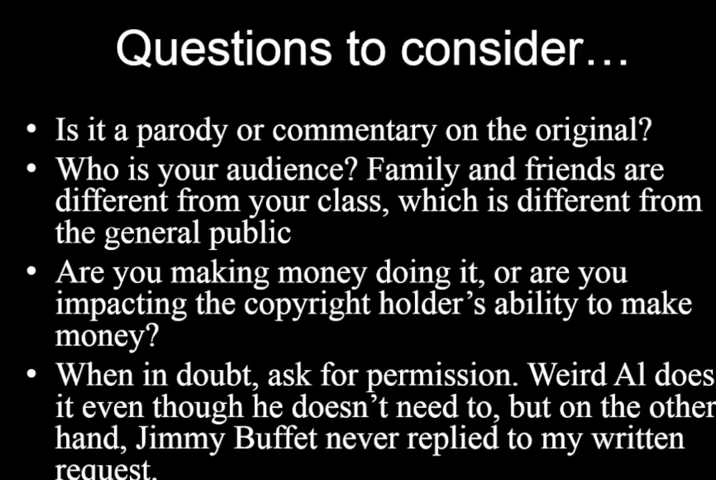 Questions to consider…
• Is it a parody or commentary on the original?
• Who is your audience? Family and friends are
different from your class, which is different from
the general public
• Are you making money doing it, or are you
impacting the copyright holder's ability to make
money?
• When in doubt, ask for permission. Weird Al does
it even though he doesn't need to, but on the other
hand, Jimmy Buffet never replied to my written
request.